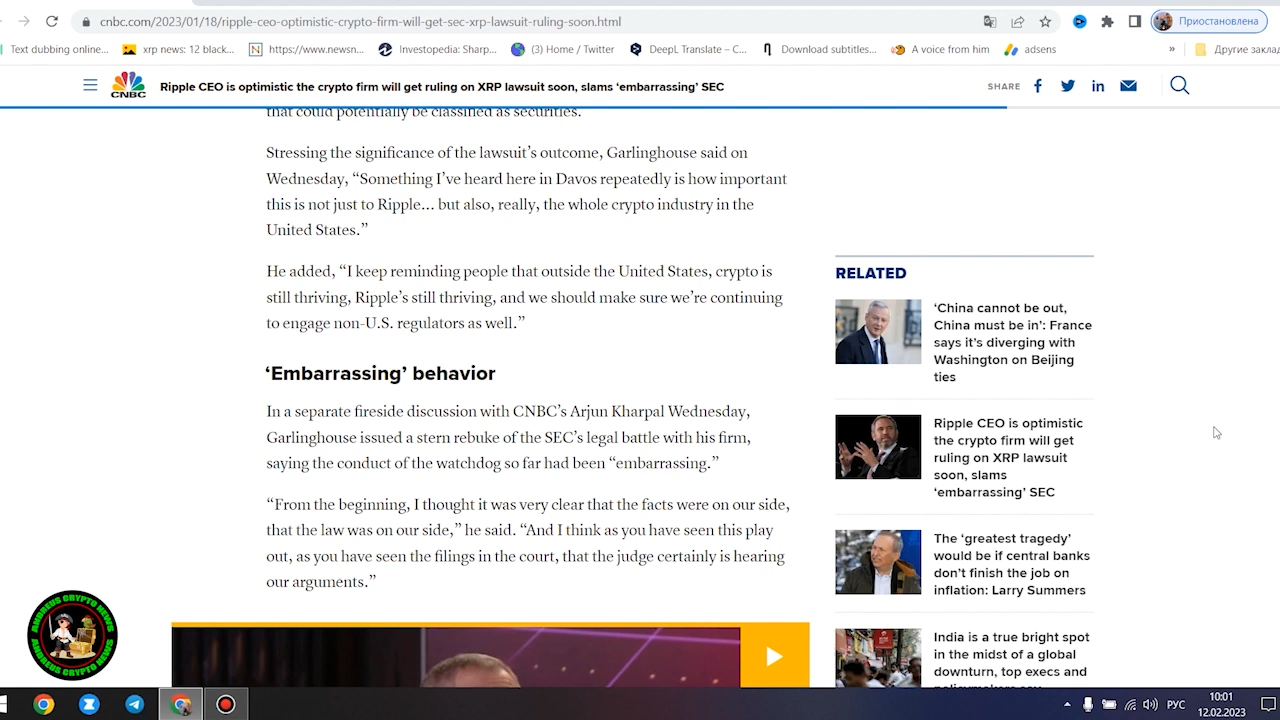 cnbc.com/2023/01/18/ripple-ceo-optimistic-crypto-firm-will-get-sec-xrp-lawsuit-ruling-soon.html
Приостановлена
Text dubbing online...
xrp news: 12 black...
https://www.newsn...
Investopedia: Sharp...
(3) Home / Twitter
DeepL Translate – C...
Download subtitles...
A voice from him
adsens
»
Другие закла
CNBC
Ripple CEO is optimistic the crypto firm will get ruling on XRP lawsuit soon, slams ‘embarrassing’ SEC
SHARE
that could potentially be classified as securities.
Stressing the significance of the lawsuit’s outcome, Garlinghouse said on
Wednesday, “Something I’ve heard here in Davos repeatedly is how important
this is not just to Ripple… but also, really, the whole crypto industry in the
United States.”
He added, “I keep reminding people that outside the United States, crypto is
still thriving, Ripple’s still thriving, and we should make sure we’re continuing
to engage non-U.S. regulators as well.”
‘Embarrassing’ behavior
In a separate fireside discussion with CNBC’s Arjun Kharpal Wednesday,
Garlinghouse issued a stern rebuke of the SEC’s legal battle with his firm,
saying the conduct of the watchdog so far had been “embarrassing.”
“From the beginning, I thought it was very clear that the facts were on our side,
that the law was on our side,” he said. “And I think as you have seen this play
out, as you have seen the filings in the court, that the judge certainly is hearing
our arguments.”
RELATED
‘China cannot be out,
China must be in’: France
says it’s diverging with
Washington on Beijing
ties
Ripple CEO is optimistic
the crypto firm will get
ruling on XRP lawsuit
soon, slams
‘embarrassing’ SEC
The ‘greatest tragedy’
would be if central banks
don’t finish the job on
inflation: Larry Summers
India is a true bright spot
in the midst of a global
downturn, top execs and
ANDREUS CRYPTO NEWS
ANDREUS CRYPTO NEWS
РУС
10:01
12.02.2023